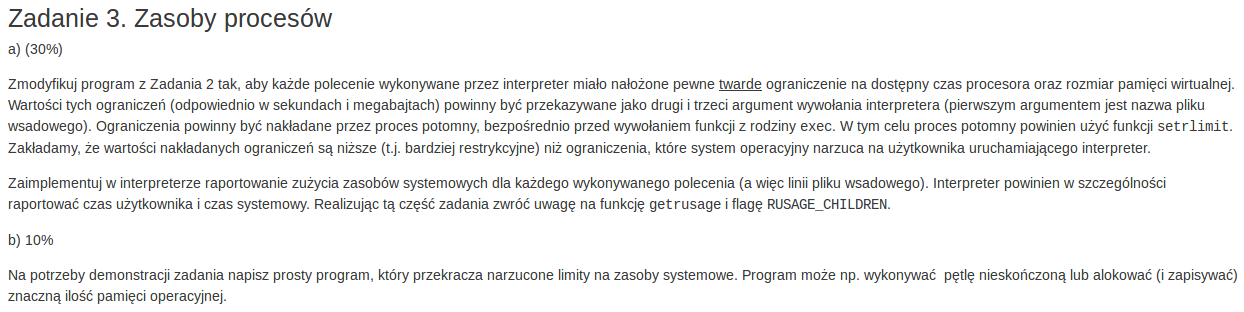 Zadanie 3. Zasoby procesów
a) (30%)
Zmodyfikuj program z Zadania 2 tak, aby każde polecenie wykonywane przez interpreter miało nałożone pewne twarde ograniczenie na dostępny czas procesora oraz rozmiar pamięci wirtualnej.
Wartości tych ograniczeń (odpowiednio w sekundach i megabajtach) powinny być przekazywane jako drugi i trzeci argument wywołania interpretera (pierwszym argumentem jest nazwa pliku
wsadowego). Ograniczenia powinny być nakładane przez proces potomny, bezpośrednio przed wywołaniem funkcji z rodziny exec. W tym celu proces potomny powinien użyć funkcji setrlimit.
Zakładamy, że wartości nakładanych ograniczeń są niższe (t.j. bardziej restrykcyjne) niż ograniczenia, które system operacyjny narzuca na użytkownika uruchamiającego interpreter.
Zaimplementuj w interpreterze raportowanie zużycia zasobów systemowych dla każdego wykonywanego polecenia (a więc linii pliku wsadowego). Interpreter powinien w szczególności
raportować czas użytkownika i czas systemowy. Realizując tą część zadania zwróć uwagę na funkcję getrusage i flagę RUSAGE_CHILDREN.
b) 10%
Na potrzeby demonstracji zadania napisz prosty program, który przekracza narzucone limity na zasoby systemowe. Program może np. wykonywać pętlę nieskończoną lub alokować (i zapisywać)
znaczną ilość pamięci operacyjnej.